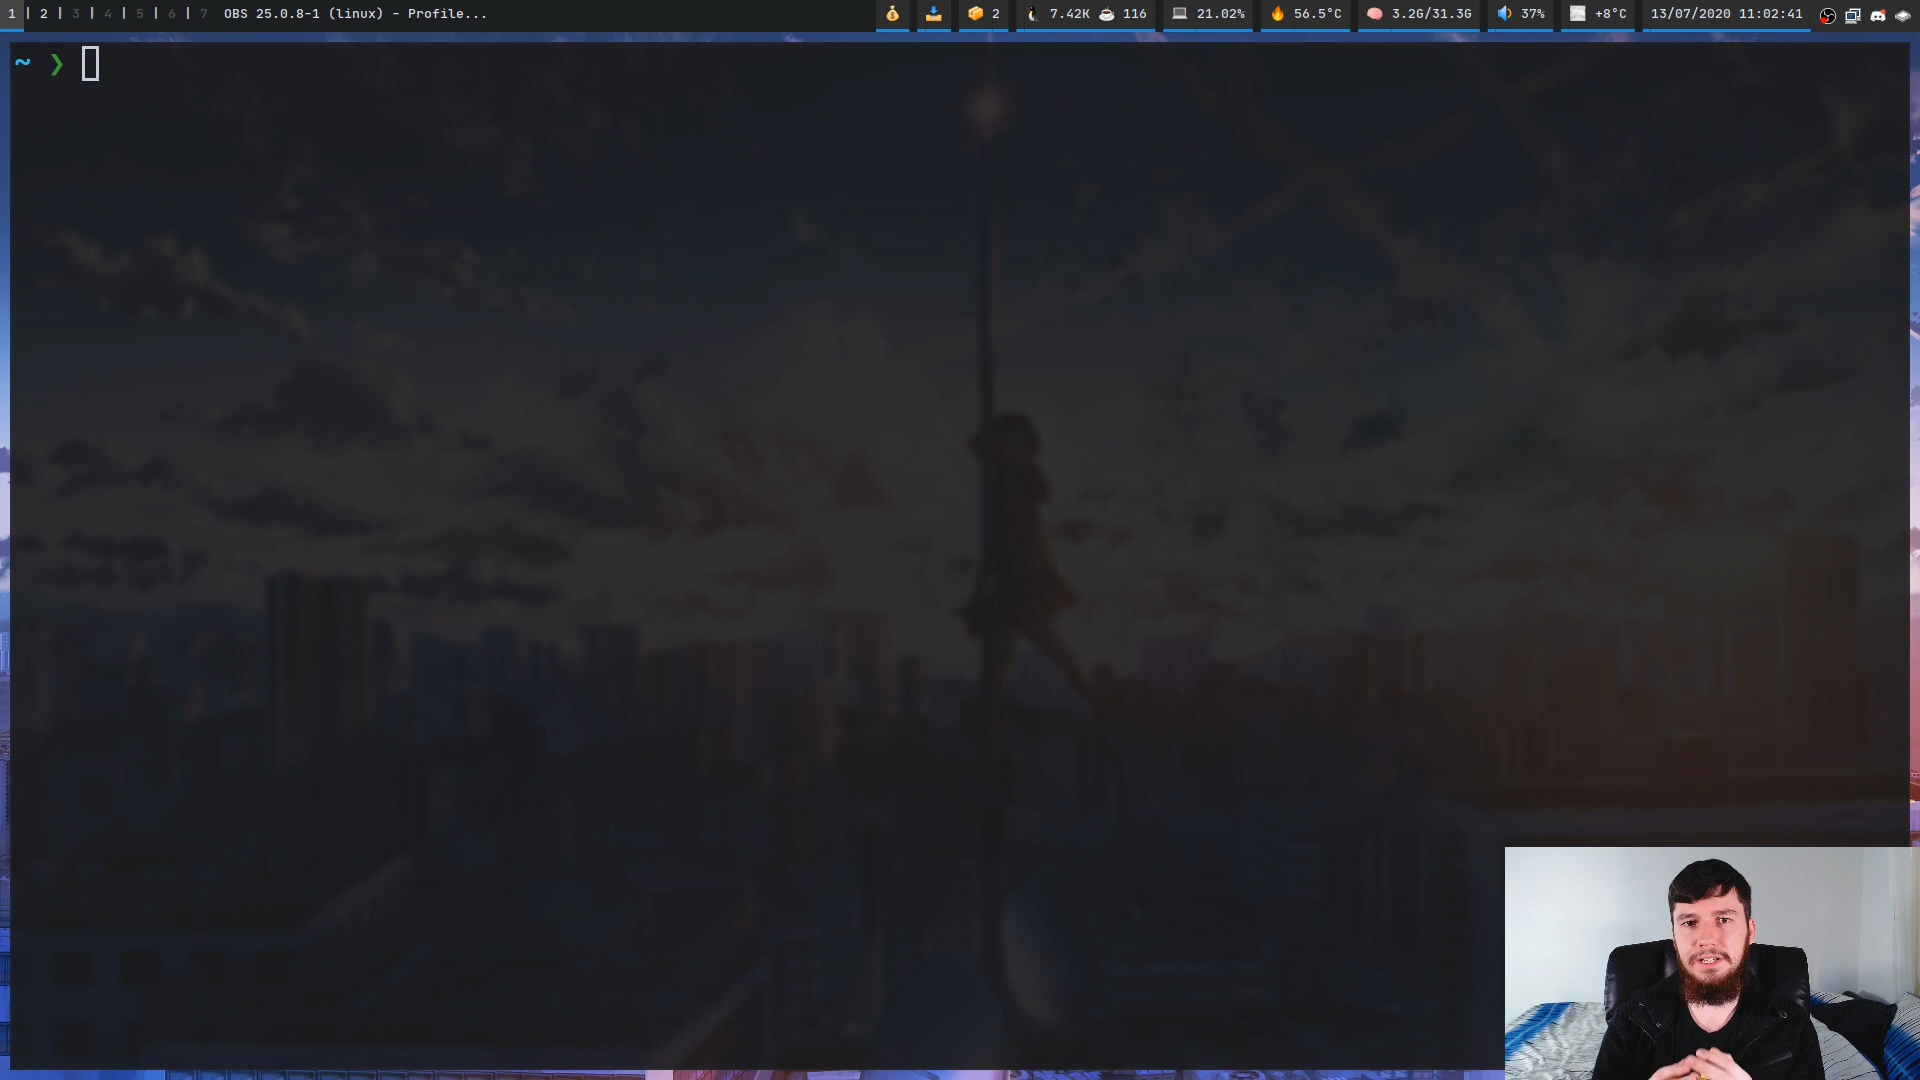 1 | 2 | 3 | 4 | 5 | 6 | 7 OBS 25.0.8-1 (linux) - Profile... 2 7.42K 116 21.02% 56.5°C 3.2G/31.3G 37% +8°C 13/07/2020 11:02:41
~ ❯